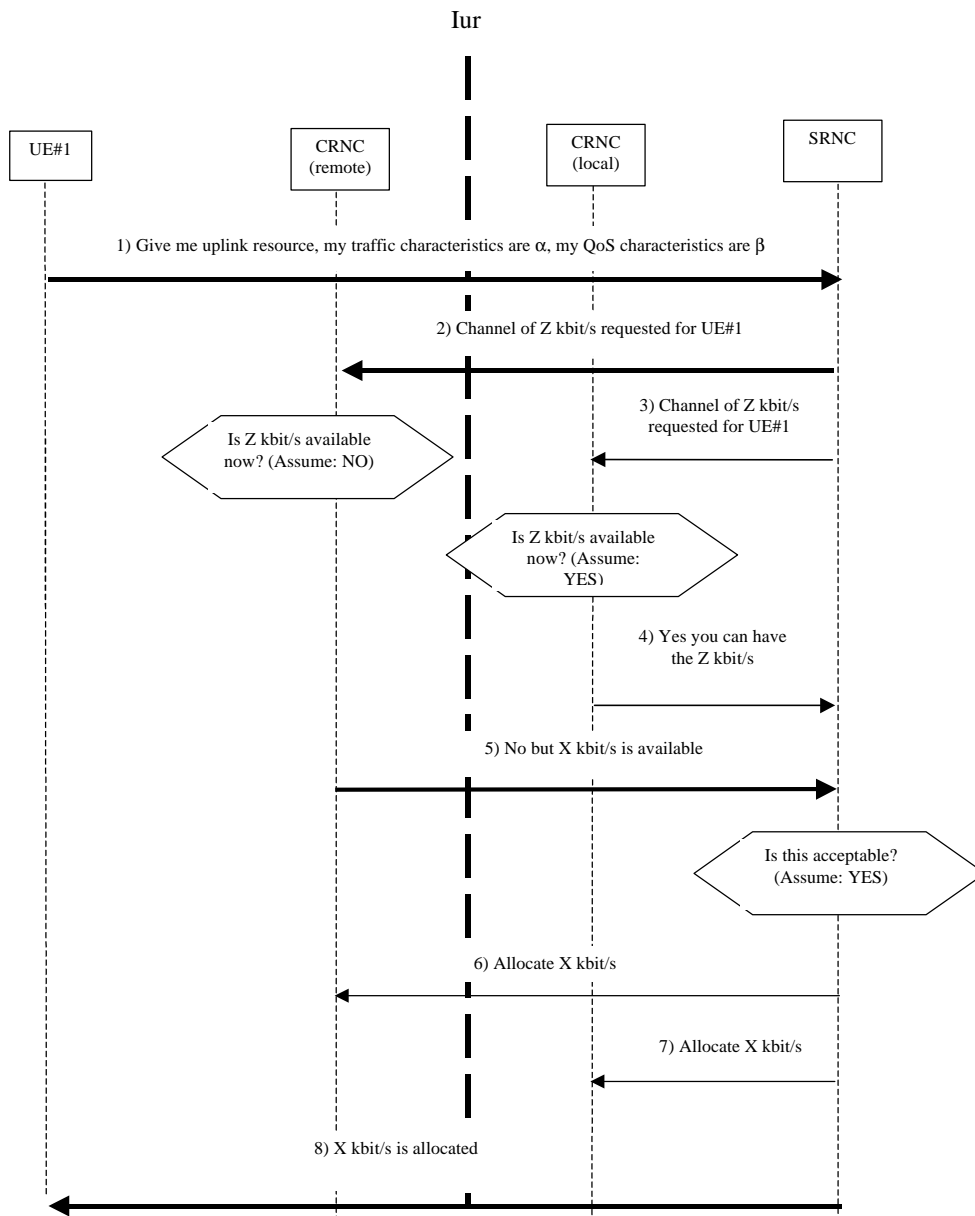 Iur
UE#1
CRNC
(remote)
CRNC
(local)
SRNC
1) Give me uplink resource, my traffic characteristics are α, my QoS characteristics are β
2) Channel of Z kbit/s requested for UE#1
3) Channel of Z kbit/s
requested for UE#1
Is Z kbit/s available
now? (Assume: NO)
Is Z kbit/s available
now? (Assume:
YES)
4) Yes you can have
the Z kbit/s
5) No but X kbit/s is available
Is this acceptable?
(Assume: YES)
6) Allocate X kbit/s
7) Allocate X kbit/s
8) X kbit/s is allocated